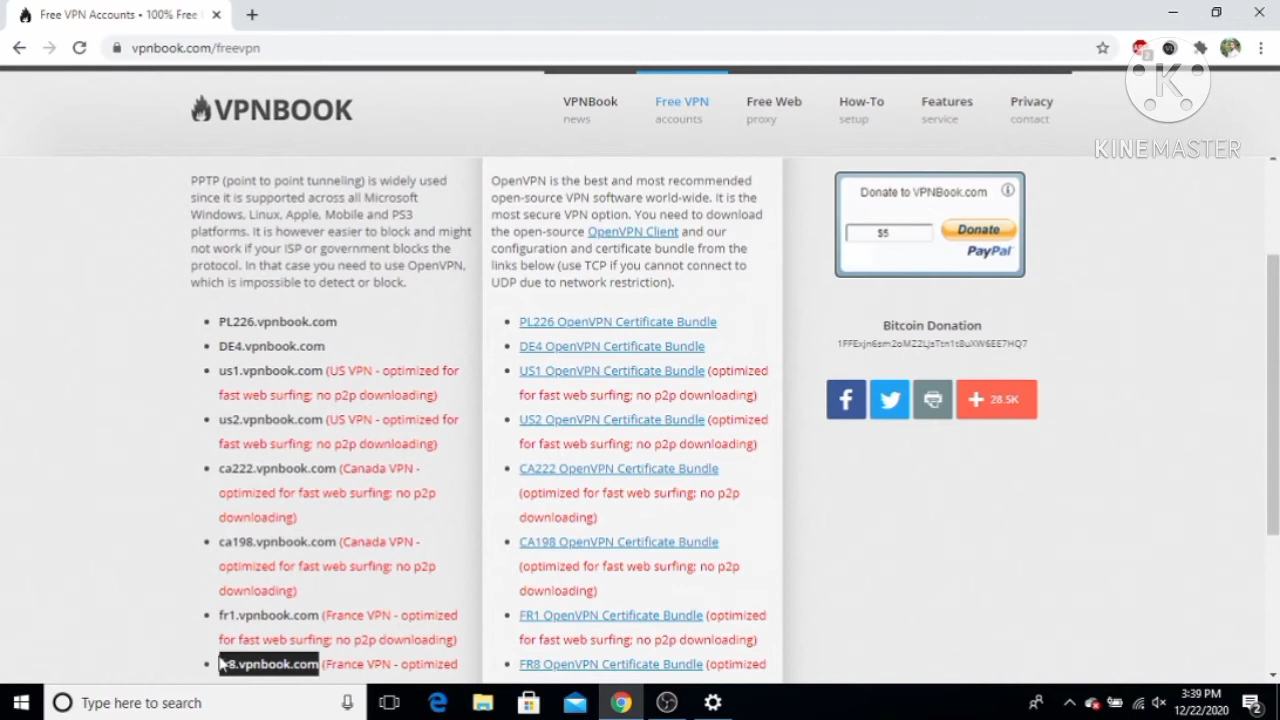 Free VPN Accounts • 100% Free
vpnbook.com/freevpn
KINEMASTER
VPNBOOK
VPNBook
news
Free VPN
accounts
Free Web
proxy
How-To
setup
Features
service
Privacy
contact
PPTP (point to point tunneling) is widely used
since it is supported across all Microsoft
Windows, Linux, Apple, Mobile and PS3
platforms. It is however easier to block and might
not work if your ISP or government blocks the
protocol. In that case you need to use OpenVPN,
which is impossible to detect or block.
PL226.vpnbook.com
DE4.vpnbook.com
us1.vpnbook.com (US VPN - optimized
for fast web surfing; no p2p downloading)
us2.vpnbook.com (US VPN - optimized
for fast web surfing; no p2p downloading)
ca222.vpnbook.com (Canada VPN -
optimized for fast web surfing; no p2p
downloading)
ca198.vpnbook.com (Canada VPN -
optimized for fast web surfing; no p2p
downloading)
fr1.vpnbook.com (France VPN - optimized
for fast web surfing; no p2p downloading)
fr8.vpnbook.com (France VPN - optimized
OpenVPN is the best and most recommended
open-source VPN software world-wide. It is the
most secure VPN option. You need to download
the open-source OpenVPN Client and our
configuration and certificate bundle from the
links below (use TCP if you cannot connect to
UDP due to network restriction).
PL226 OpenVPN Certificate Bundle
DE4 OpenVPN Certificate Bundle
US1 OpenVPN Certificate Bundle (optimized
for fast web surfing; no p2p downloading)
US2 OpenVPN Certificate Bundle (optimized
for fast web surfing; no p2p downloading)
CA222 OpenVPN Certificate Bundle
(optimized for fast web surfing; no p2p
downloading)
CA198 OpenVPN Certificate Bundle
(optimized for fast web surfing; no p2p
downloading)
FR1 OpenVPN Certificate Bundle (optimized
for fast web surfing; no p2p downloading)
FR8 OpenVPN Certificate Bundle (optimized
Donate to VPNBook.com
$5
Donate
PayPal
Bitcoin Donation
28.5K
Type here to search
3:39 PM
12/22/2020
2